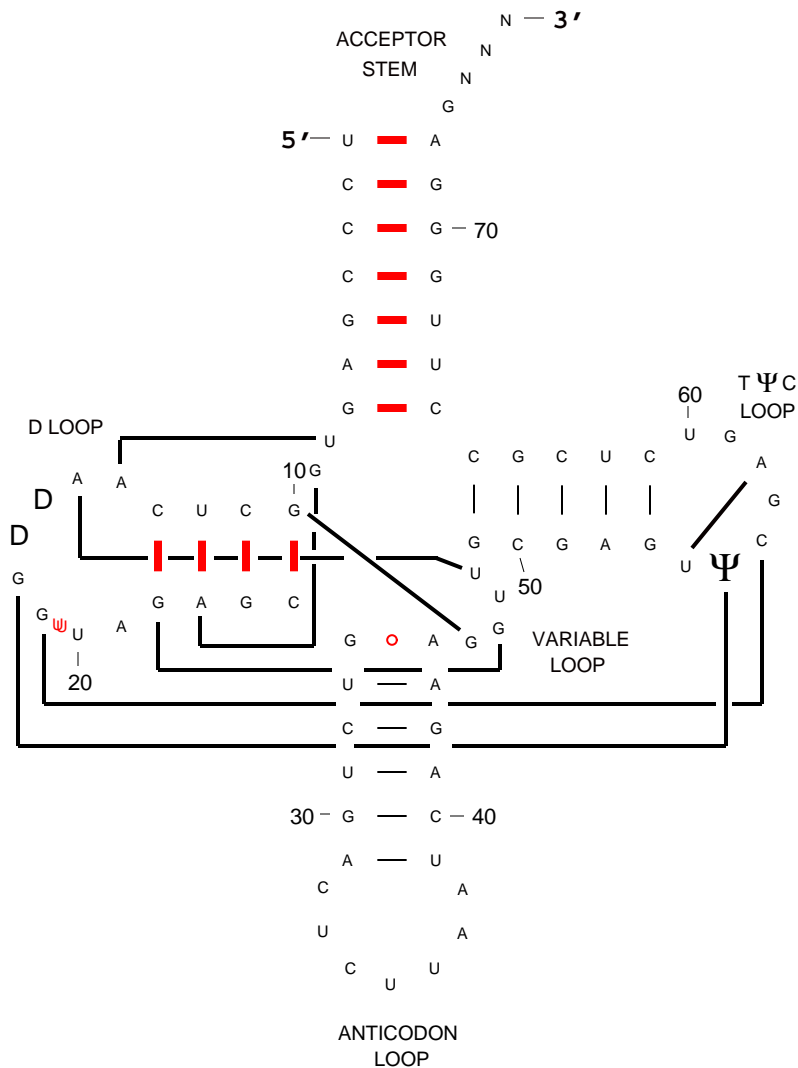 N — 3′
ACCEPTOR
STEM
N
N
G
5′ — U A
C G
C G — 70
C G
G U
A U
G C
T Ψ C
LOOP
60
U G
A
G
C
D LOOP
U
C G C U C
10 G
A A
D
C U C G
D
G C G A G U Ψ
U
50
G
G
U A G A G C
U
G
20
G A G
VARIABLE
LOOP
U A
C G
U A
30 — G C — 40
A U
C A
U A
C U
U
ANTICODON
LOOP